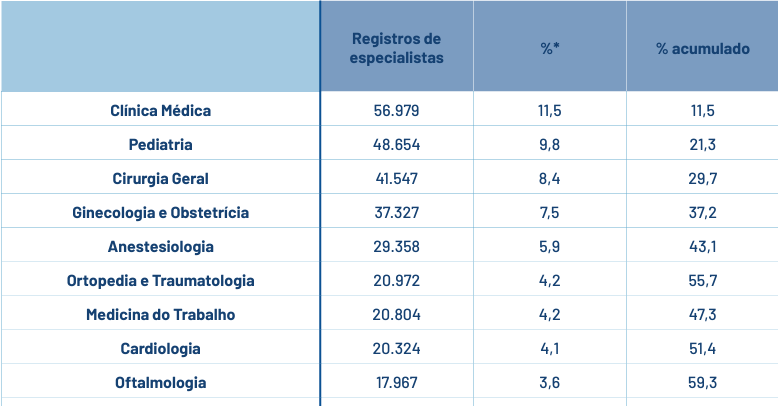 Registros de
especialistas
%*
% acumulado
Clínica Médica 56.979 11,5 11,5
Pediatria 48.654 9,8 21,3
Cirurgia Geral 41.547 8,4 29,7
Ginecologia e Obstetrícia 37.327 7,5 37,2
Anestesiologia 29.358 5,9 43,1
Ortopedia e Traumatologia 20.972 4,2 55,7
Medicina do Trabalho 20.804 4,2 47,3
Cardiologia 20.324 4,1 51,4
Oftalmologia 17.967 3,6 59,3